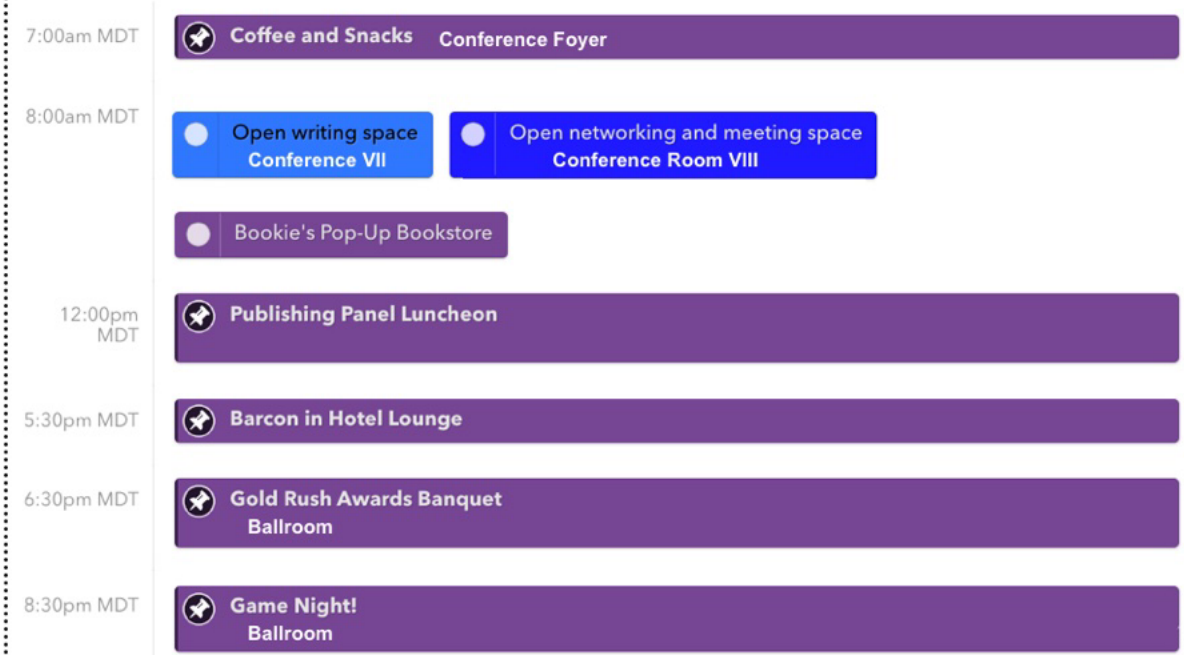 7:00am MDT
Coffee and Snacks Conference Foyer
8:00am MDT
Open writing space
Conference VII
Open networking and meeting space
Conference Room VIII
Bookie's Pop-Up Bookstore
12:00pm
MDT
Publishing Panel Luncheon
5:30pm MDT
Barcon in Hotel Lounge
6:30pm MDT
Gold Rush Awards Banquet
Ballroom
8:30pm MDT
Game Night!
Ballroom